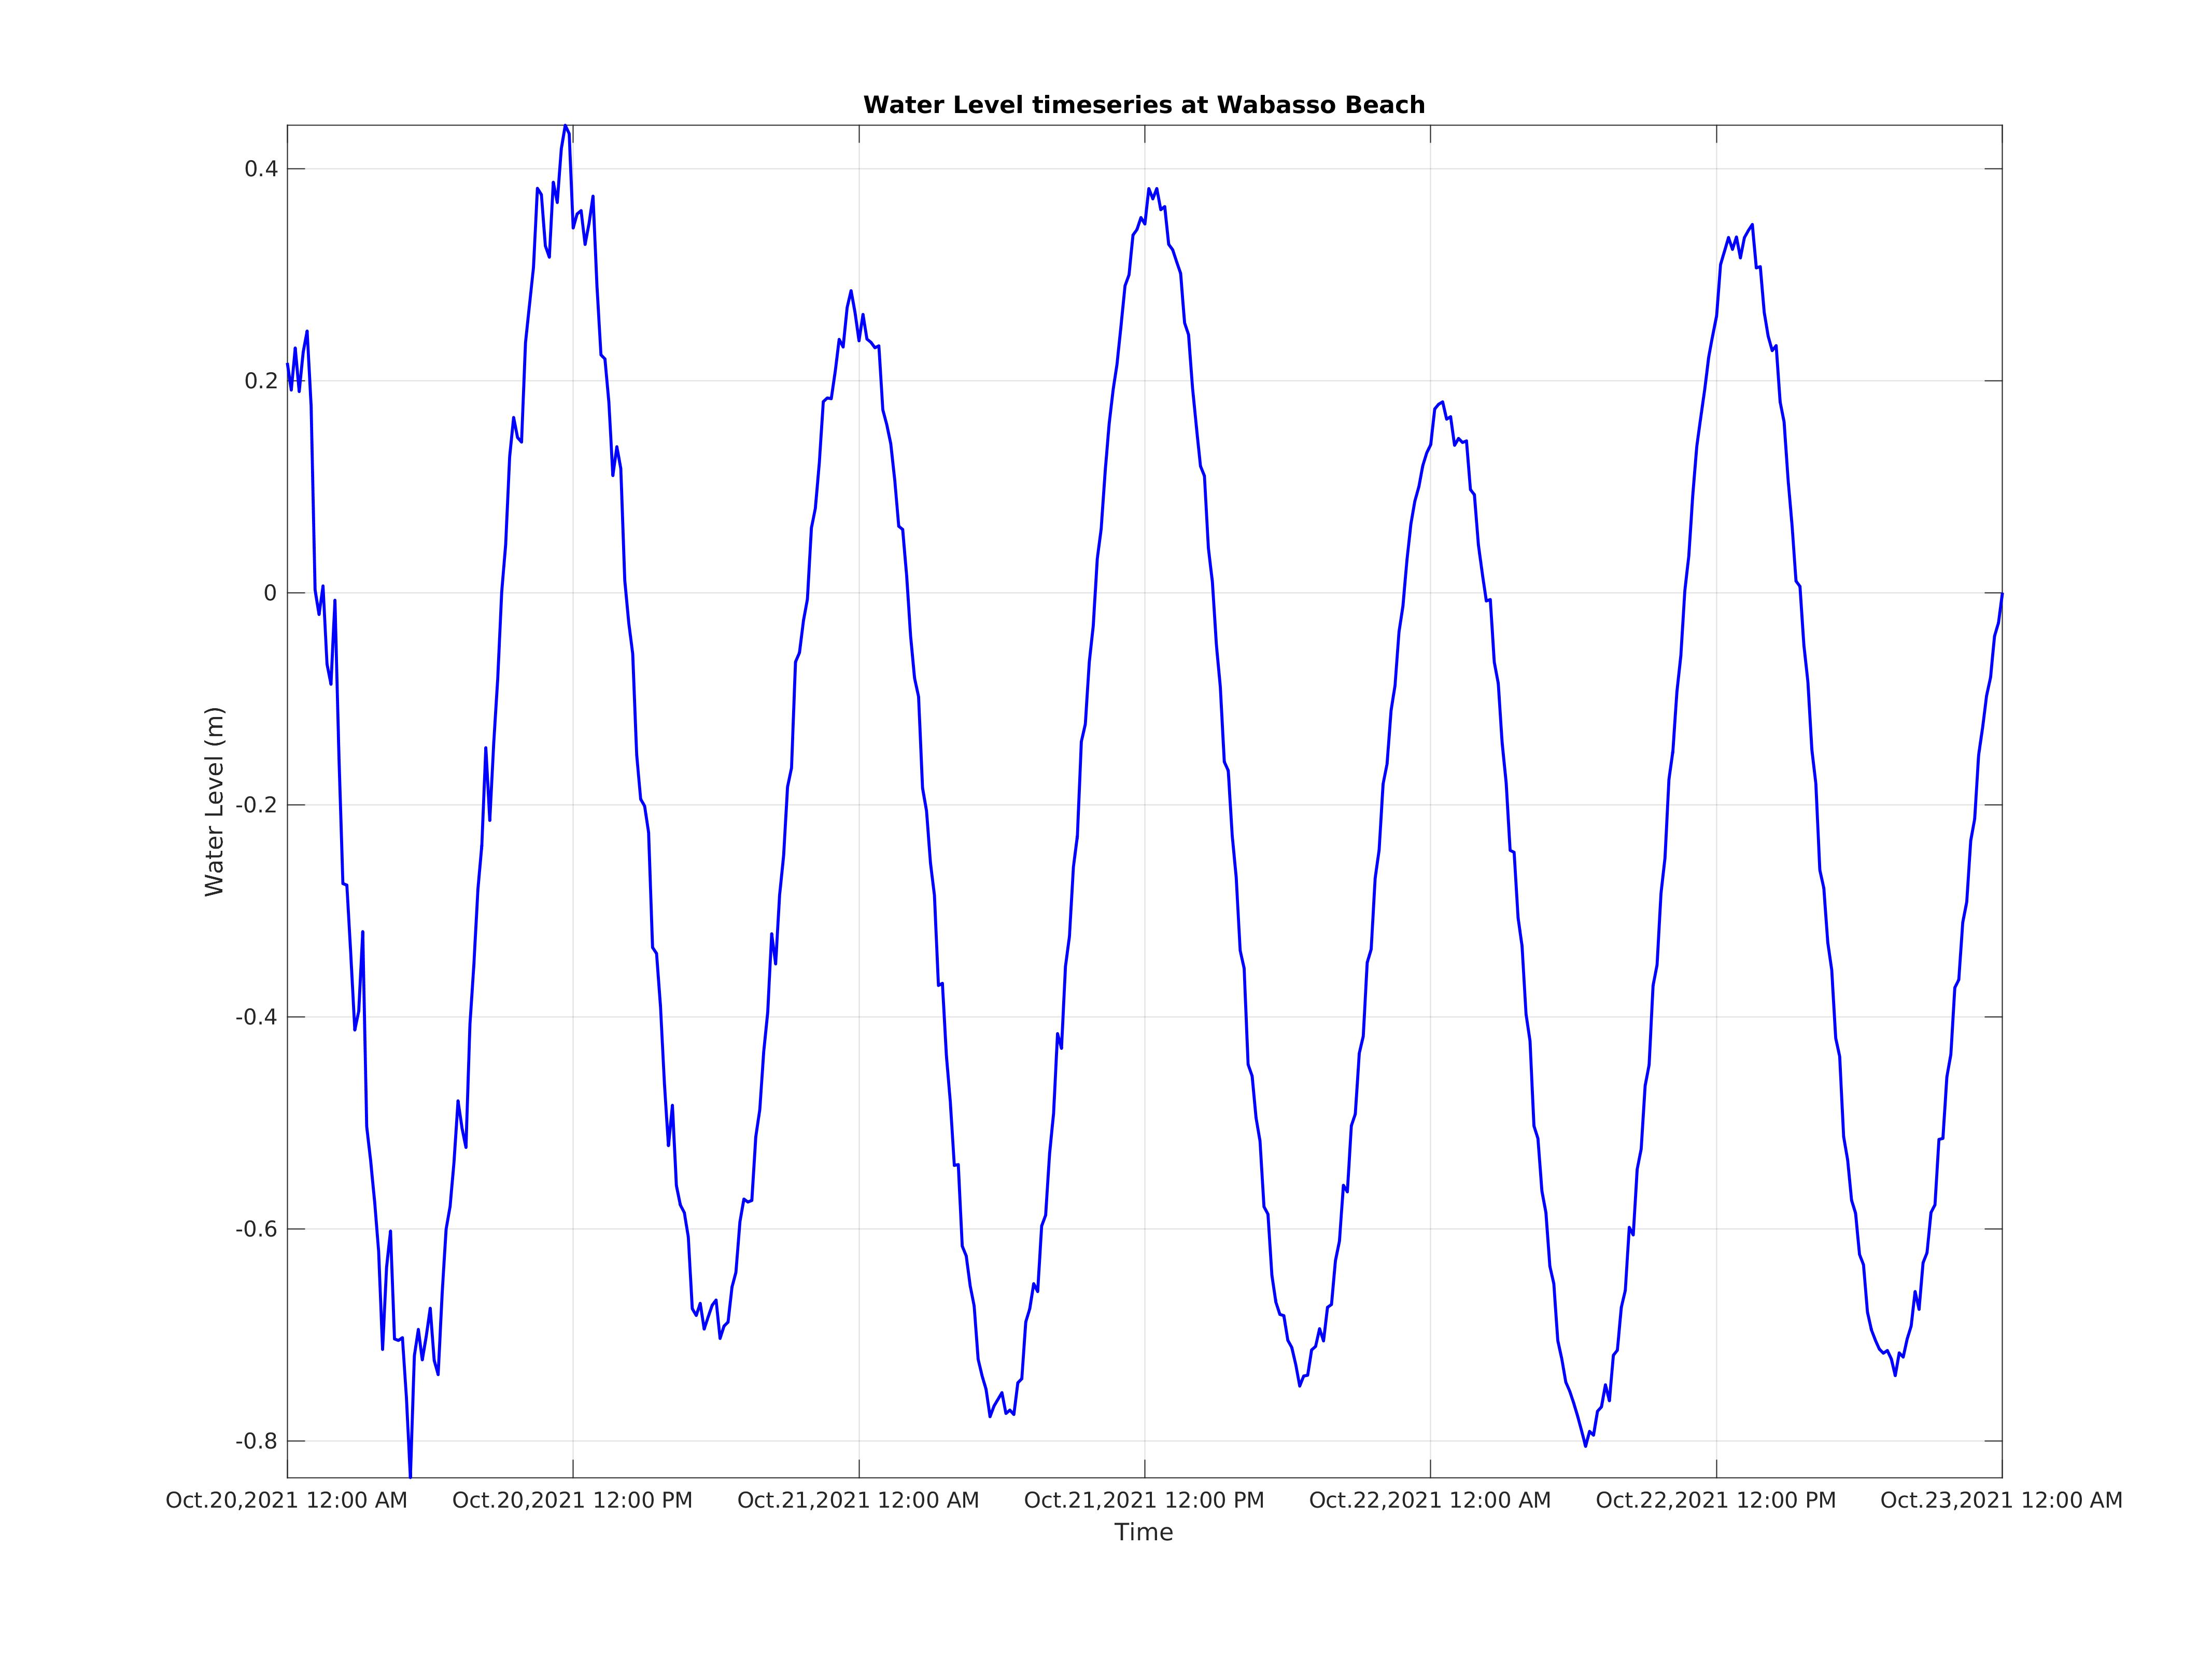 Water Level timeseries at Wabasso Beach
0.4
0.2
0
-0.2
-0.4
-0.6
-0.8
Water Level (m)
Oct.20,2021 12:00 AM
Oct.20,2021 12:00 PM
Oct.21,2021 12:00 AM
Oct.21,2021 12:00 PM
Oct.22,2021 12:00 AM
Oct.22,2021 12:00 PM
Oct.23,2021 12:00 AM
Time